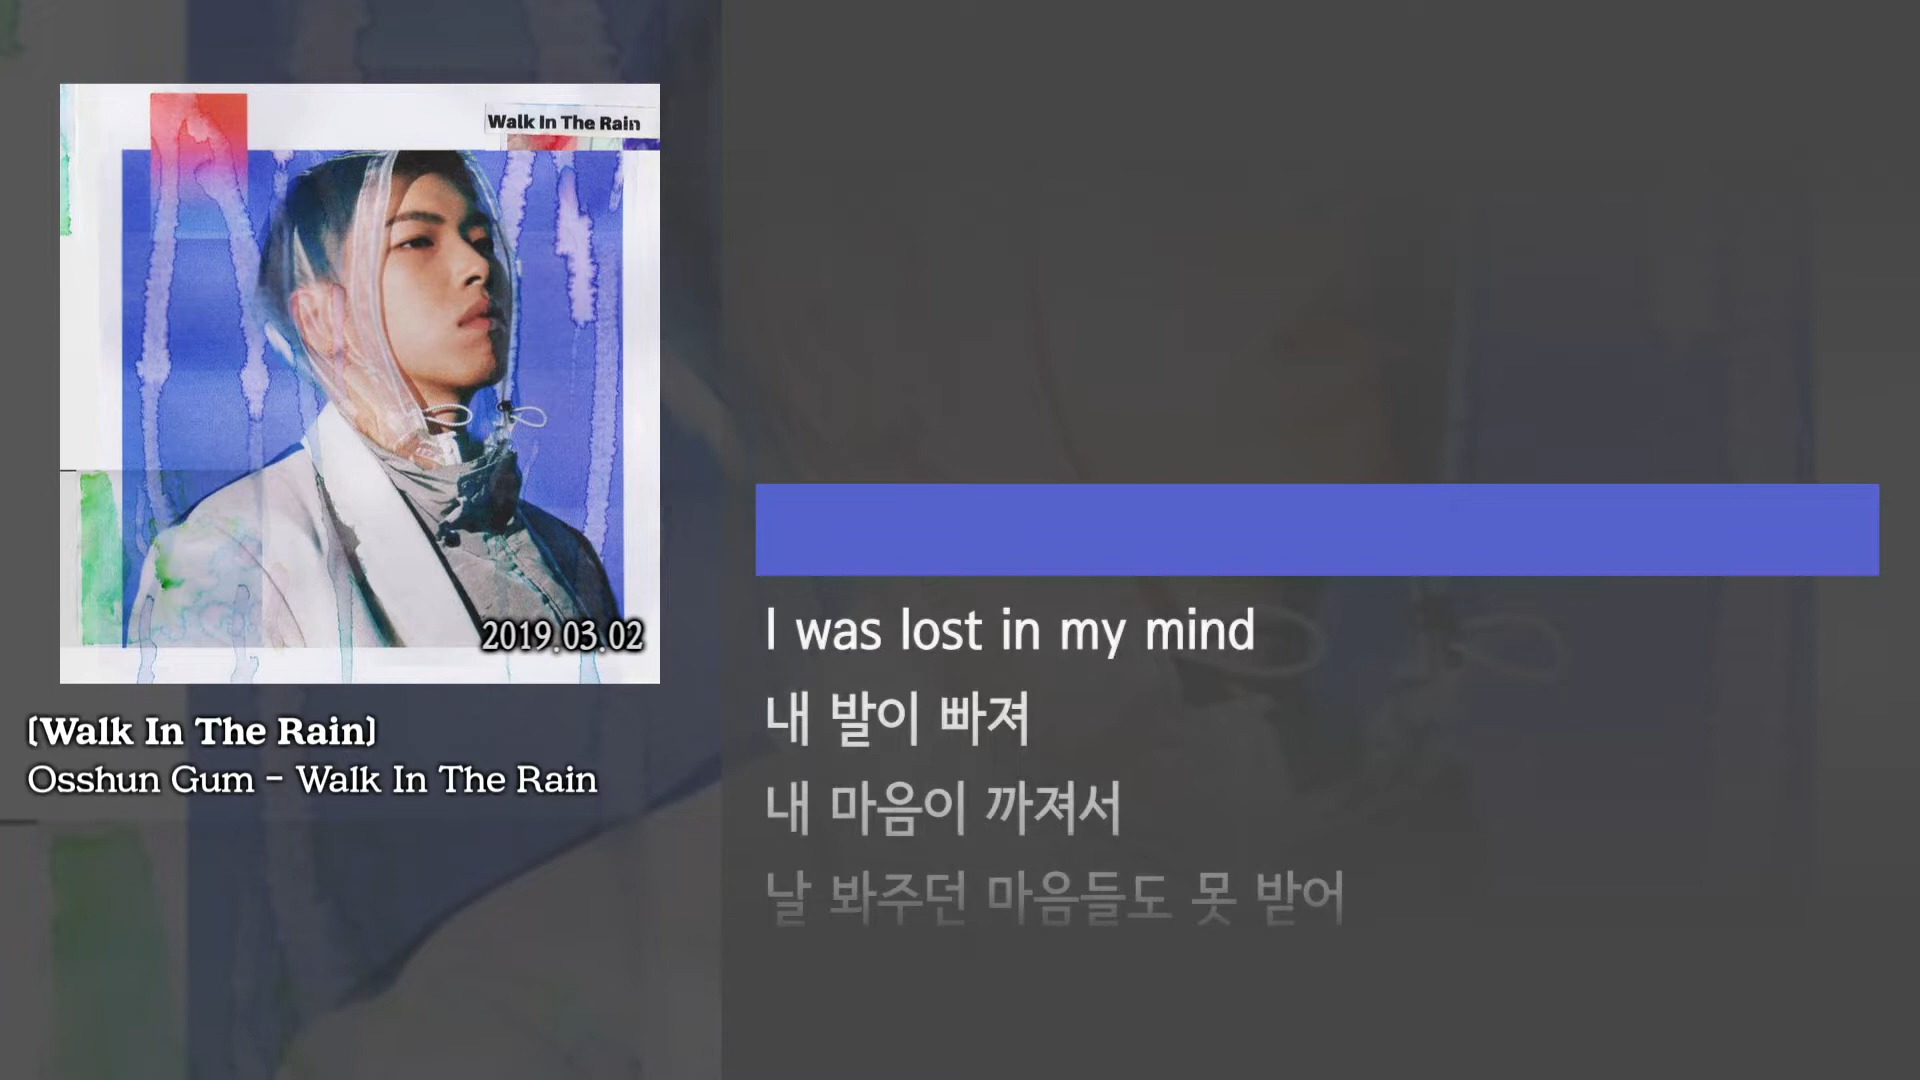 Walk In The Rain
2019.03.02
[Walk In The Rain]
Osshun Gum - Walk In The Rain
I was lost in my mind
내 발이 빠져
내 마음이 까져서
날 봐주던 마음들도 못 받어